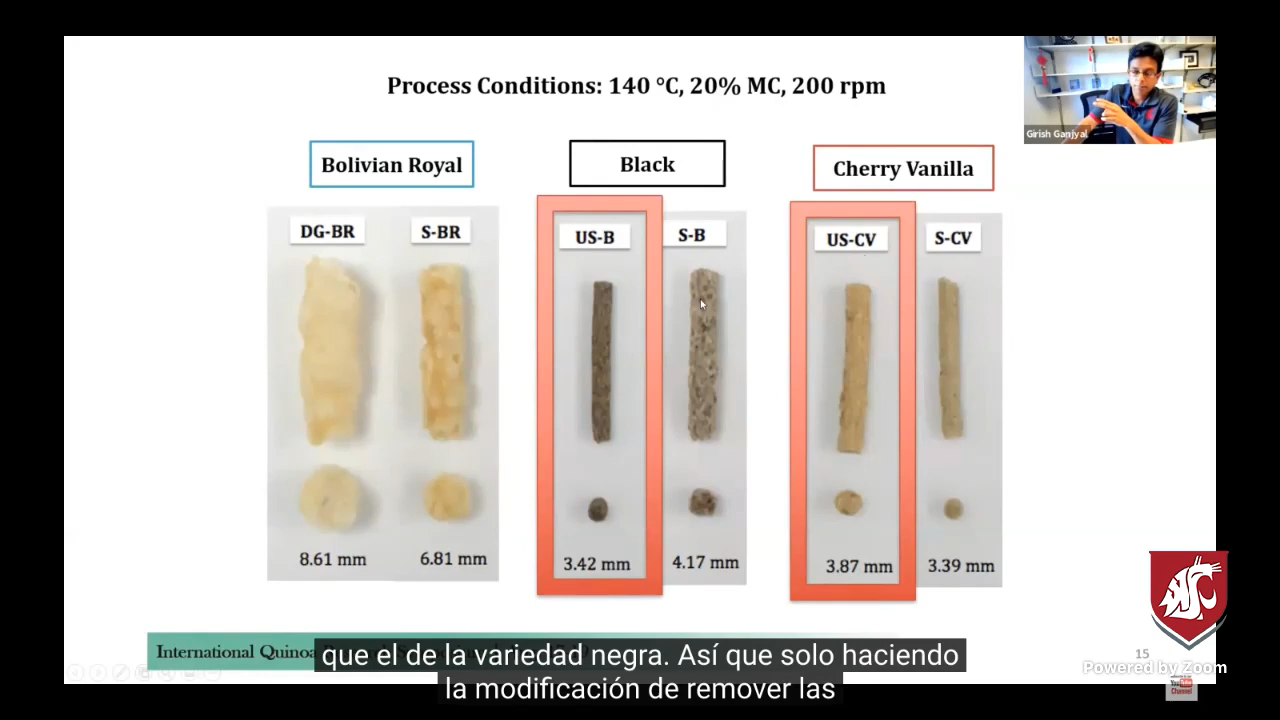 Process Conditions: 140 °C, 20% MC, 200 rpm
Girish Ganjyal
Bolivian Royal
Black
Cherry Vanilla
DG-BR
S-BR
US-B
S-B
US-CV
S-CV
8.61 mm
6.81 mm
3.42 mm
4.17 mm
3.87 mm
3.39 mm
International Quinoa
que el de la variedad negra. Así que solo haciendo
la modificación de remover las
15
Powered by Zoom
YouTube
Channel